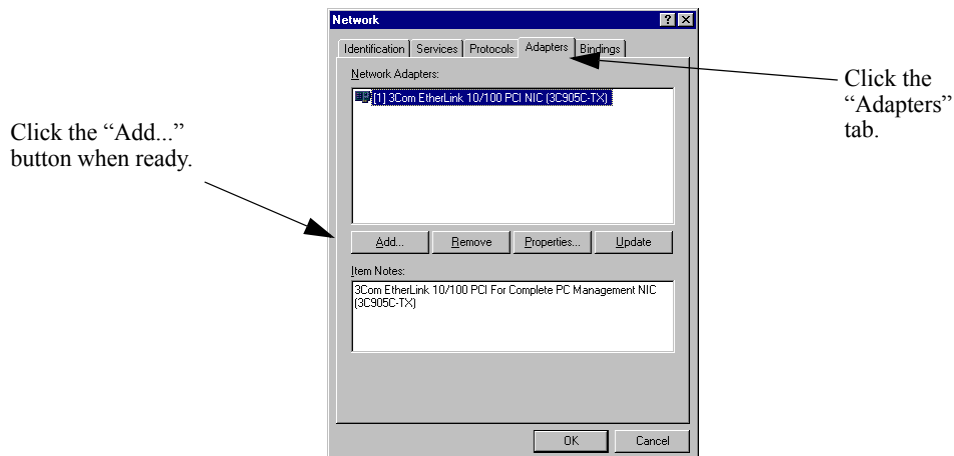 Network
Identification Services Protocols Adapters Bindings
Network Adapters:
[1] 3Com EtherLink 10/100 PCI NIC (3C905C-TX)
Click the
“Adapters”
tab.
Click the “Add...”
button when ready.
Add... Remove Properties... Update
Item Notes:
3Com EtherLink 10/100 PCI For Complete PC Management NIC
(3C905C-TX)
OK Cancel